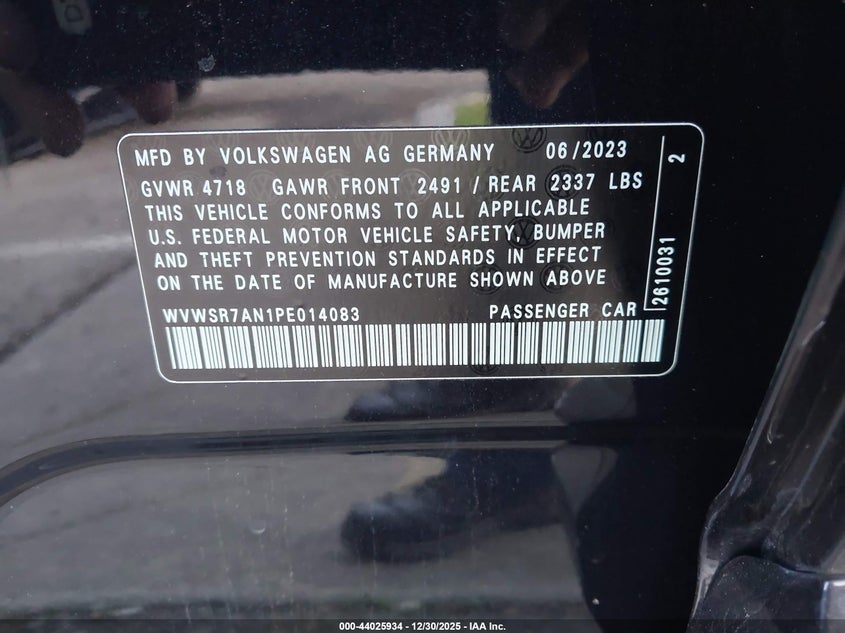 MFD BY VOLKSWAGEN AG GERMANY 06/2023
GVWR 4718 GAWR FRONT 2491 / REAR 2337 LBS
THIS VEHICLE CONFORMS TO ALL APPLICABLE
U.S. FEDERAL MOTOR VEHICLE SAFETY, BUMPER
AND THEFT PREVENTION STANDARDS IN EFFECT
ON THE DATE OF MANUFACTURE SHOWN ABOVE
WVWSR7AN1PE014083 PASSENGER CAR
2610031 2
000-44025934 - 12/30/2025 - IAA Inc.